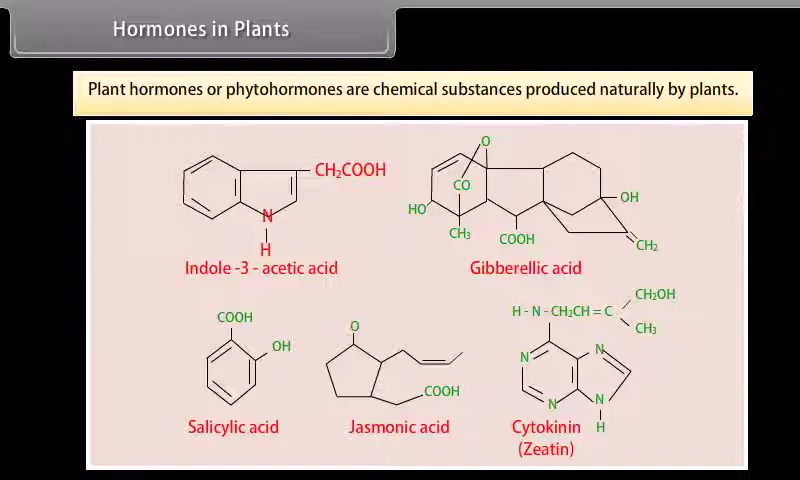 Hormones in Plants
Plant hormones or phytohormones are chemical substances produced naturally by plants.
CH₂COOH
N
H
Indole -3 - acetic acid
O
CO
HO
CH₃
COOH
OH
CH₂
Gibberellic acid
COOH
OH
Salicylic acid
O
COOH
Jasmonic acid
H - N - CH₂CH = C
CH₂OH
CH₃
N
N
N
N
H
Cytokinin
(Zeatin)